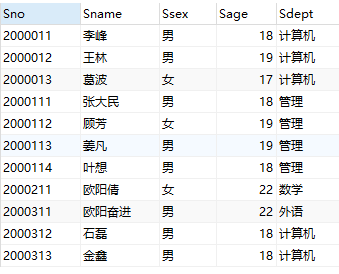 Sno Sname Ssex Sage Sdept
2000011 李峰 男 18 计算机
2000012 王林 男 19 计算机
2000013 葛波 女 17 计算机
2000111 张大民 男 18 管理
2000112 顾芳 女 19 管理
2000113 姜凡 男 19 管理
2000114 叶想 男 18 管理
2000211 欧阳倩 女 22 数学
2000311 欧阳奋进 男 22 外语
2000312 石磊 男 18 计算机
2000313 金鑫 男 18 计算机